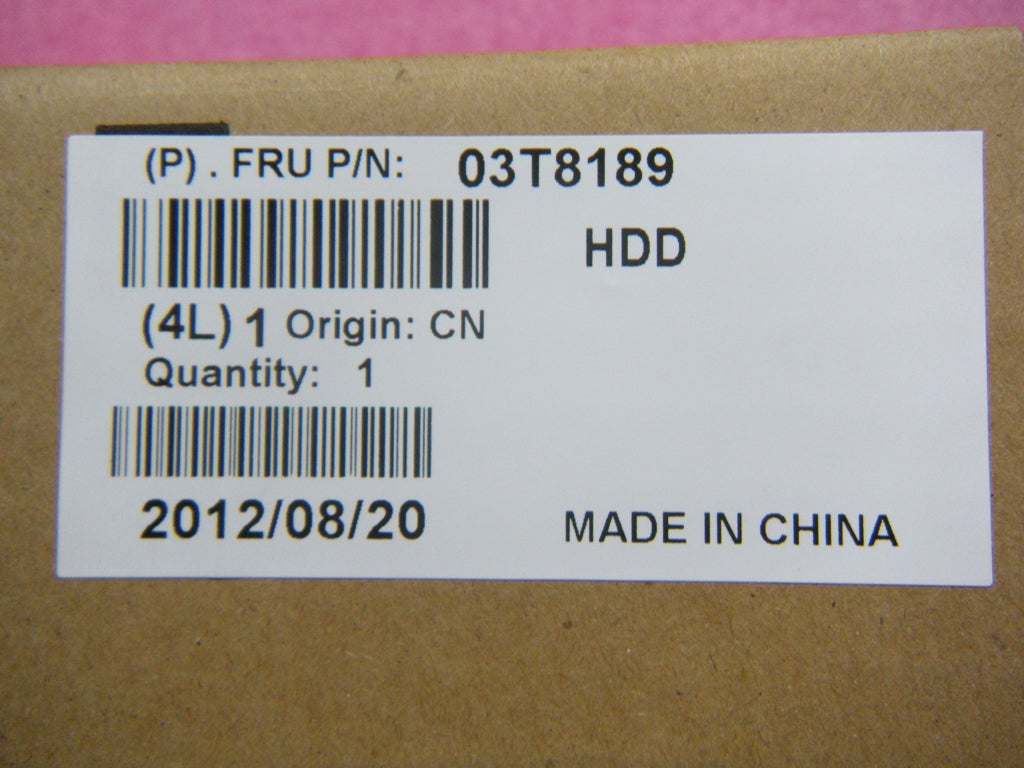 (P) . FRU P/N: 03T8189
HDD
(4L) 1 Origin: CN
Quantity: 1
2012/08/20
MADE IN CHINA